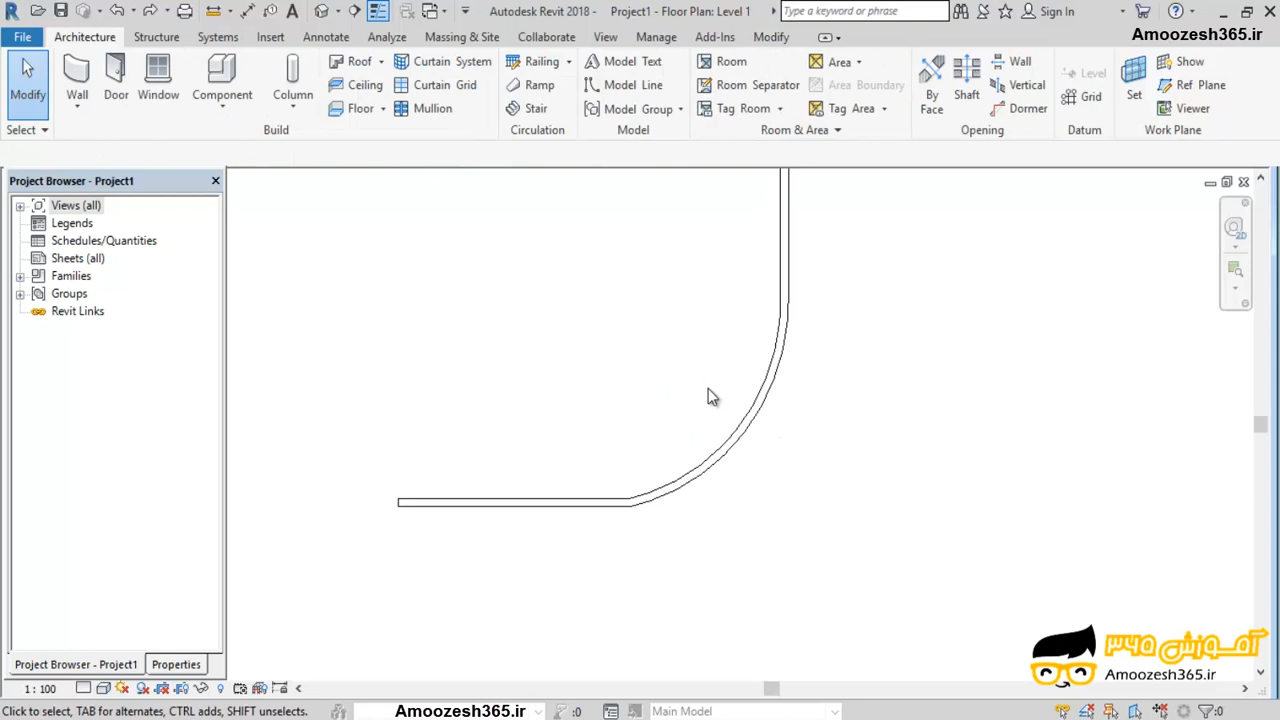 Autodesk Revit 2018 - Project1 - Floor Plan: Level 1
Type a keyword or phrase
Sign In
File Architecture Structure Systems Insert Annotate Analyze Massing & Site Collaborate View Manage Add-Ins Modify
Amoozesh365.ir
Modify Wall Door Window Component Column
Roof
Ceiling
Floor
Curtain System
Curtain Grid
Mullion
Railing
Ramp
Stair
Model Text
Model Line
Model Group
Room
Room Separator
Tag Room
Area
Area Boundary
Tag Area
By
Face
Shaft
Wall
Vertical
Dormer
Level
Grid
Set
Show
Ref Plane
Viewer
Select Build Circulation Model Room & Area Opening Datum Work Plane
Project Browser - Project1
Views (all)
Legends
Schedules/Quantities
Sheets (all)
Families
Groups
Revit Links
2D
آمـوزش ۳۶۵
Amoozesh365.ir
Project Browser - Project1 Properties
1 : 100
Click to select, TAB for alternates, CTRL adds, SHIFT unselects.
Amoozesh365.ir
:0
Main Model
:0